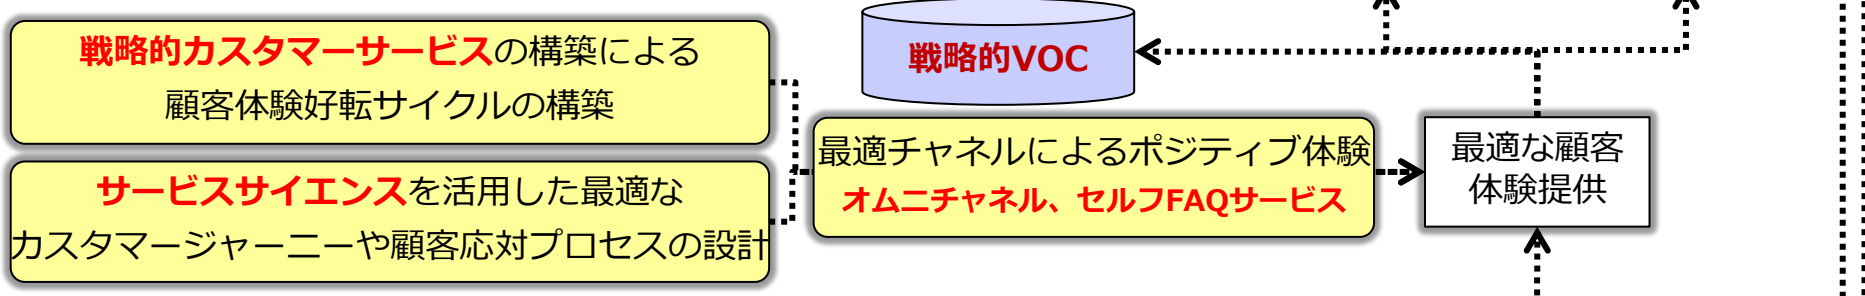 戦略的カスタマーサービスの構築による
顧客体験好転サイクルの構築
サービスサイエンスを活用した最適な
カスタマージャーニーや顧客応対プロセスの設計
戦略的VOC
最適チャネルによるポジティブ体験
オムニチャネル、セルフFAQサービス
最適な顧客
体験提供